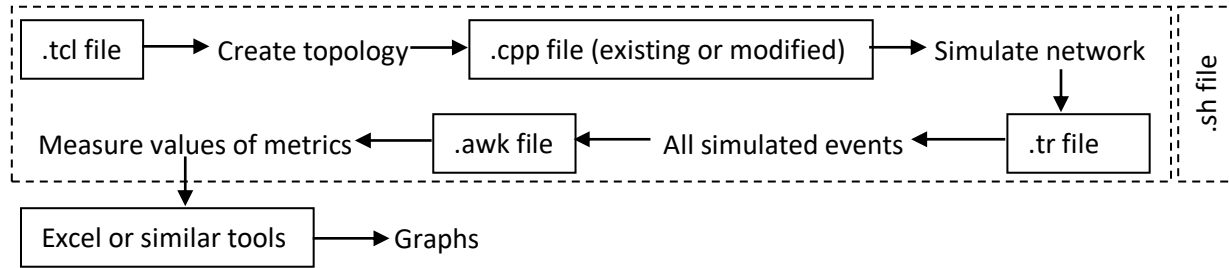 .tcl file
Create topology
.cpp file (existing or modified)
Simulate network
.sh file
.tr file
All simulated events
.awk file
Measure values of metrics
Excel or similar tools
Graphs